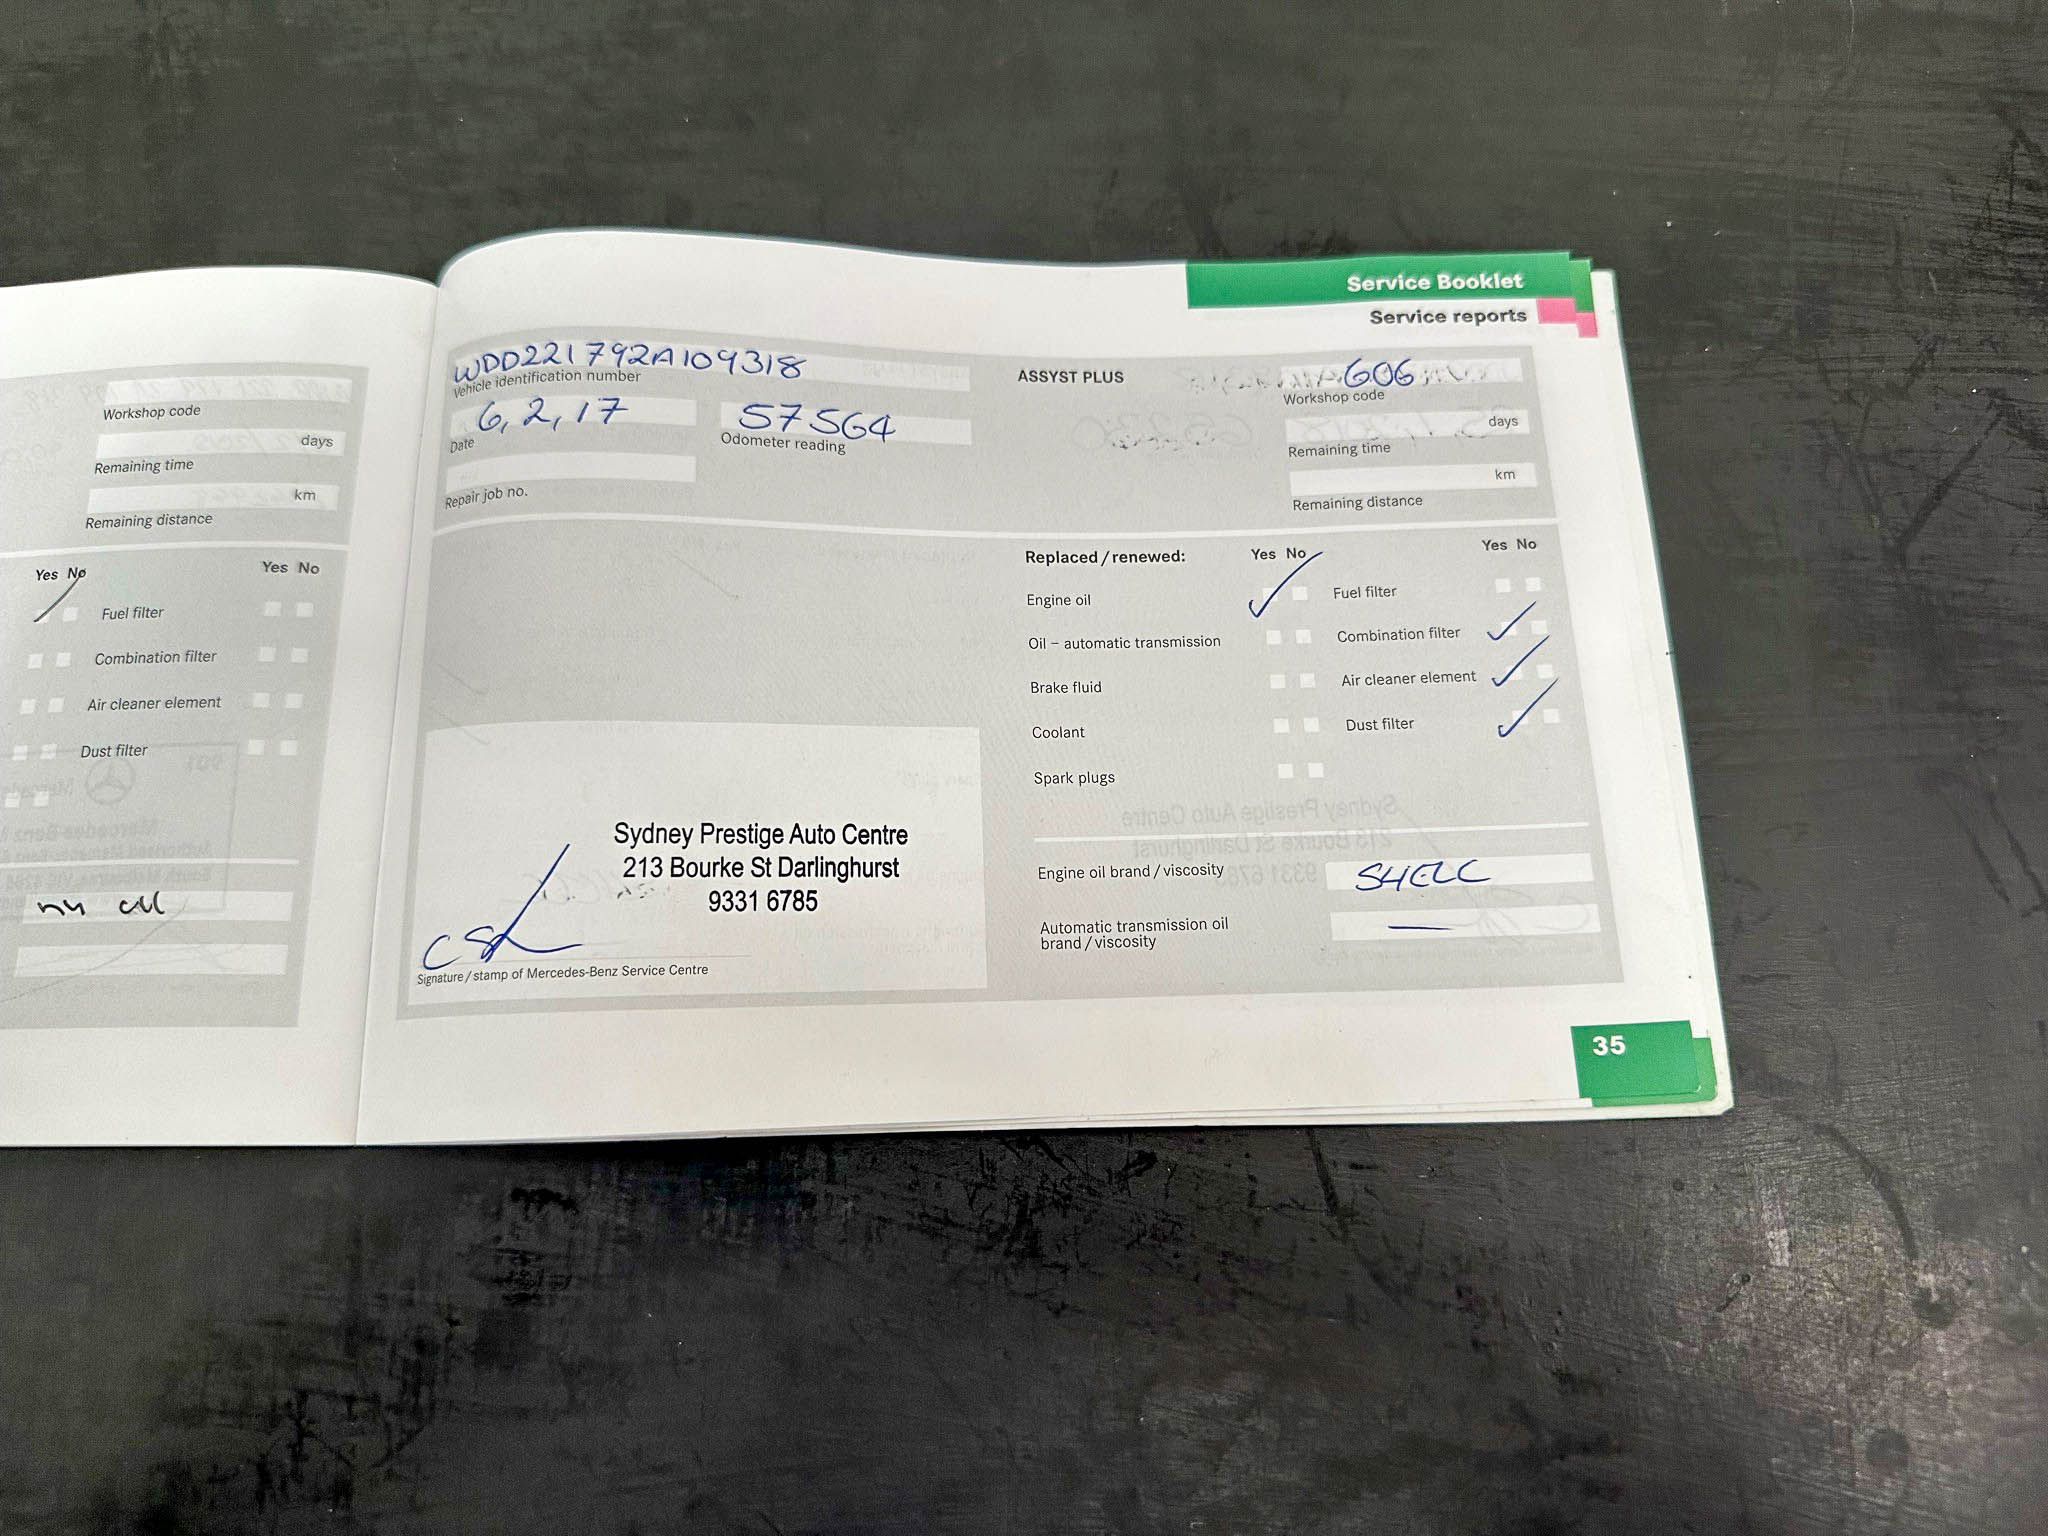 Workshop code
days
Remaining time
km
Remaining distance
Yes No
Yes No
Fuel filter
Combination filter
Air cleaner element
Dust filter
Service Booklet
Service reports
WDD221792A109318
Vehicle identification number
ASSYST PLUS
606
Workshop code
6, 2, 17
Date
57564
Odometer reading
days
Remaining time
Repair job no.
km
Remaining distance
Replaced / renewed:
Yes No
Yes No
Engine oil
Fuel filter
Oil – automatic transmission
Combination filter
Brake fluid
Air cleaner element
Coolant
Dust filter
Spark plugs
Sydney Prestige Auto Centre
213 Bourke St Darlinghurst
9331 6785
Signature / stamp of Mercedes-Benz Service Centre
Engine oil brand / viscosity
SHELL
Automatic transmission oil
brand / viscosity
—
35